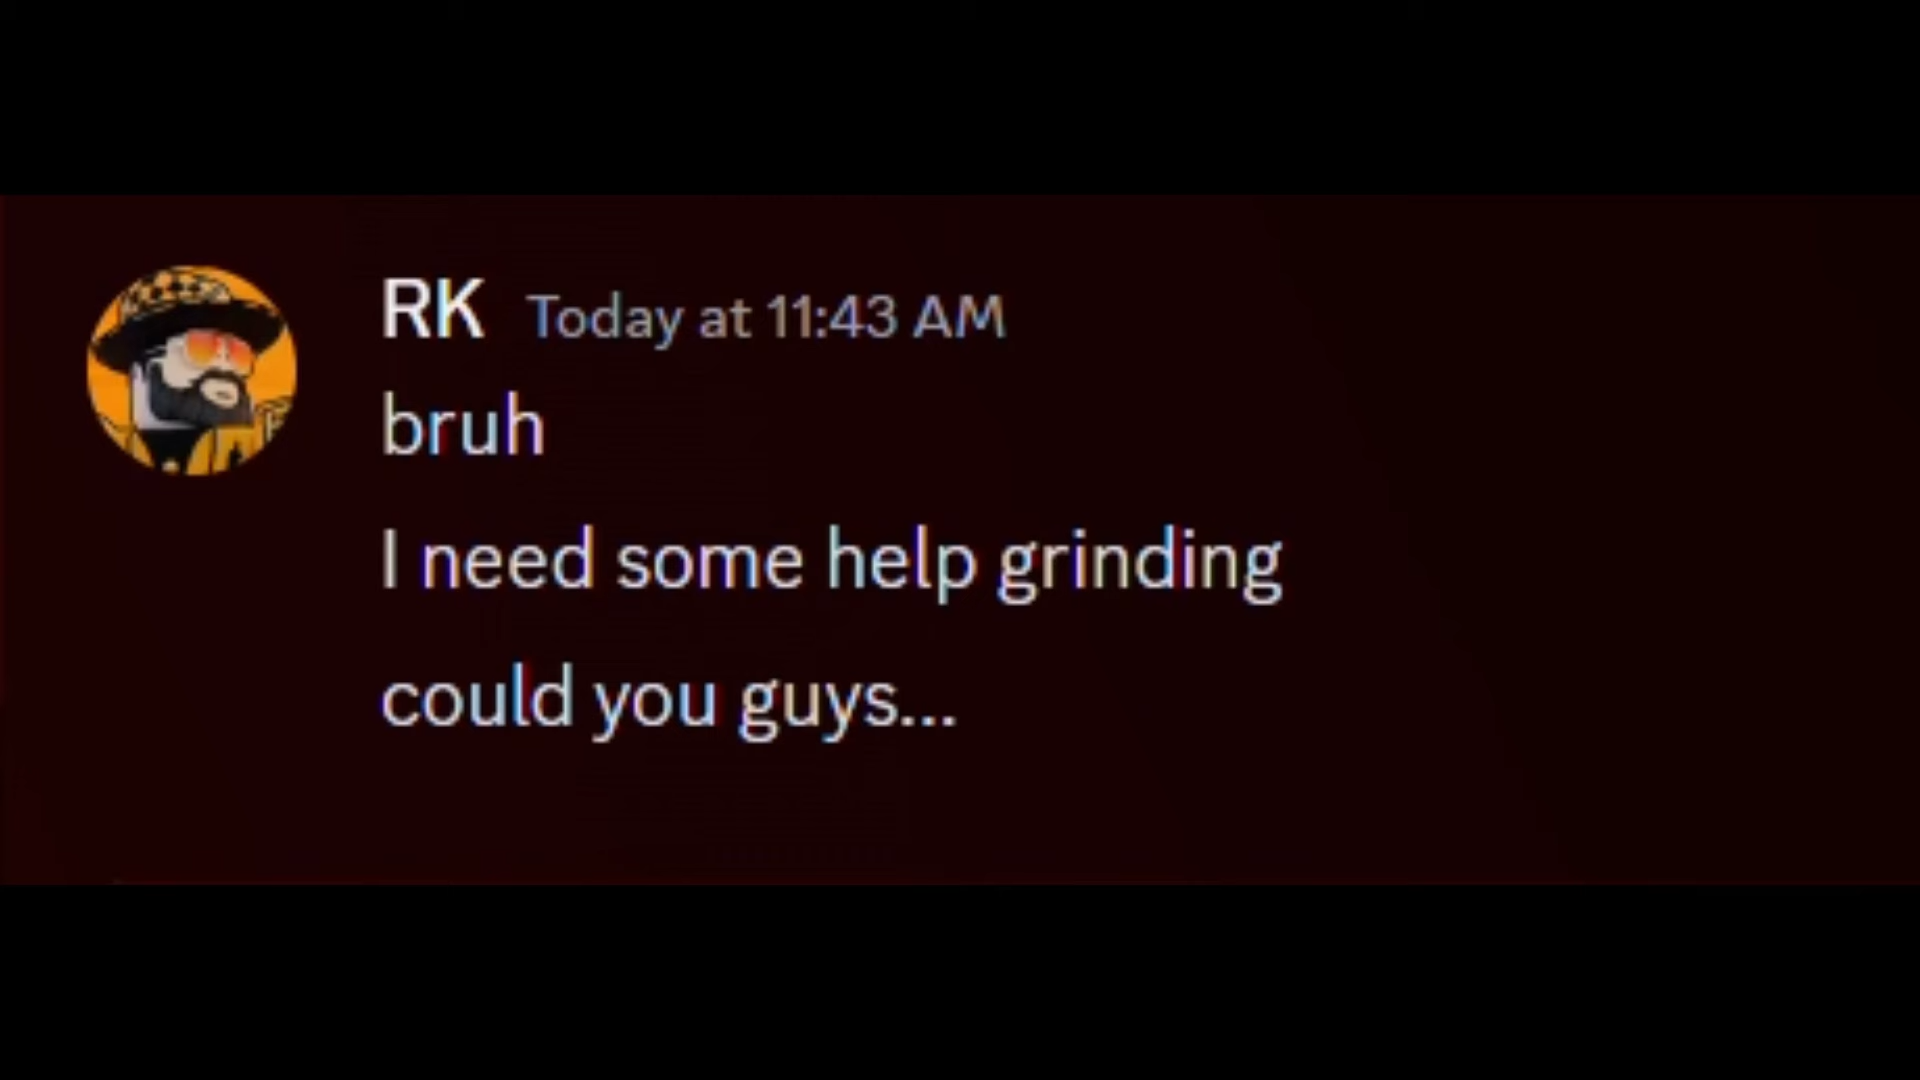 RK Today at 11:43 AM
bruh
I need some help grinding
could you guys...